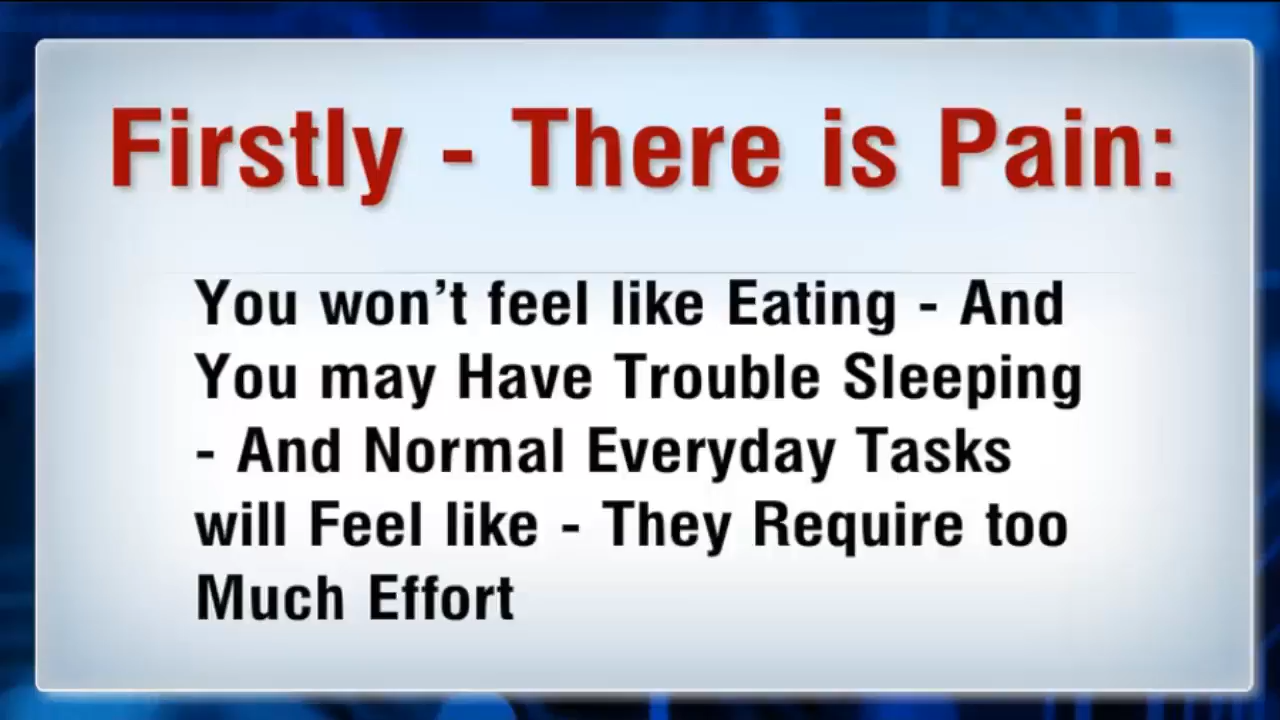 Firstly - There is Pain:
You won’t feel like Eating - And
You may Have Trouble Sleeping
- And Normal Everyday Tasks
will Feel like - They Require too
Much Effort